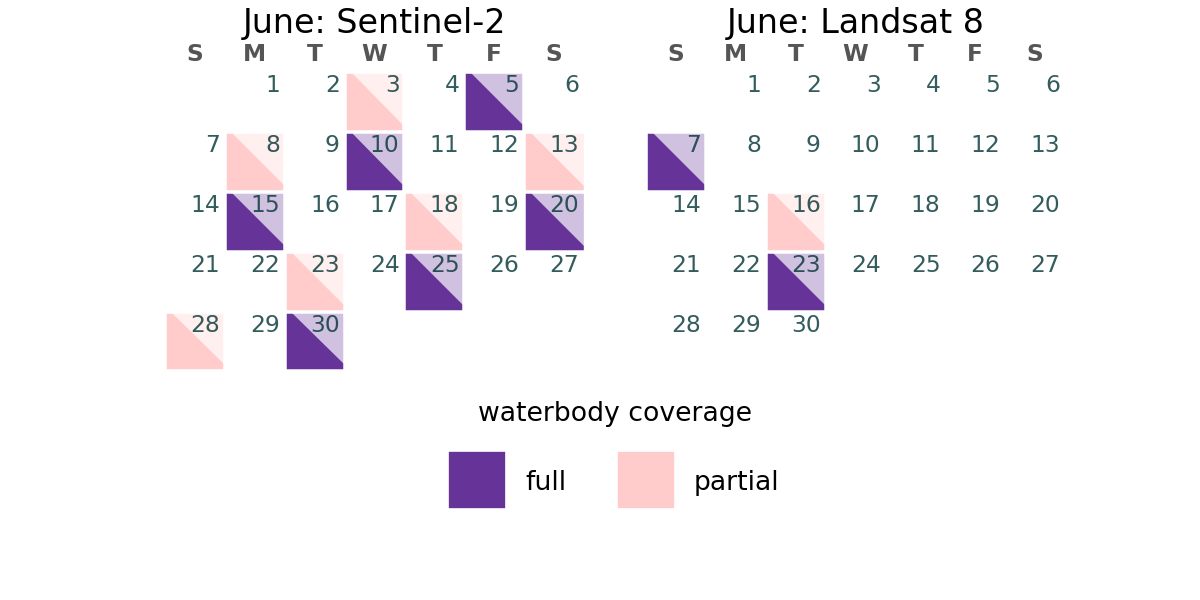 June: Sentinel-2
S M T W T F S
1 2 3 4 5 6
7 8 9 10 11 12 13
14 15 16 17 18 19 20
21 22 23 24 25 26 27
28 29 30
June: Landsat 8
S M T W T F S
1 2 3 4 5 6
7 8 9 10 11 12 13
14 15 16 17 18 19 20
21 22 23 24 25 26 27
28 29 30
waterbody coverage
full partial